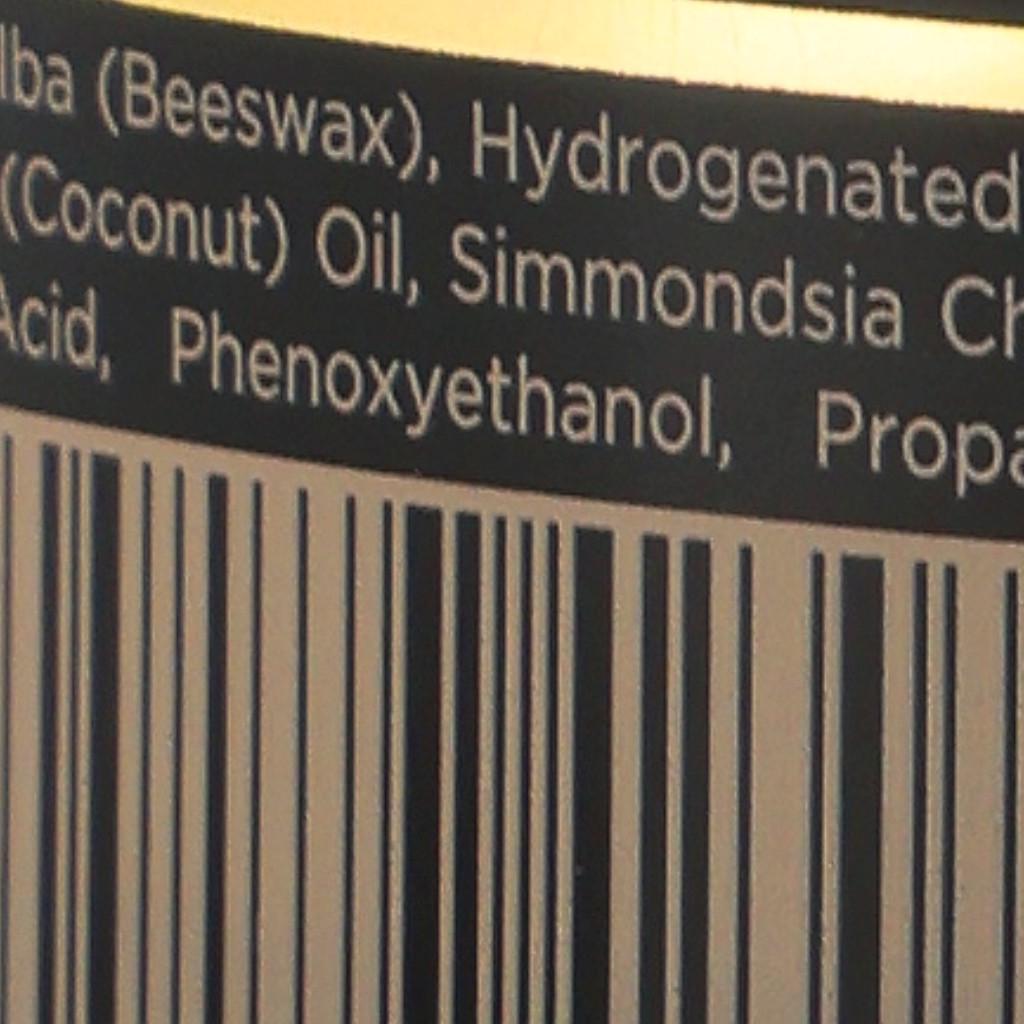 lba (Beeswax), Hydrogenated
(Coconut) Oil, Simmondsia Ch
Acid, Phenoxyethanol, Propa